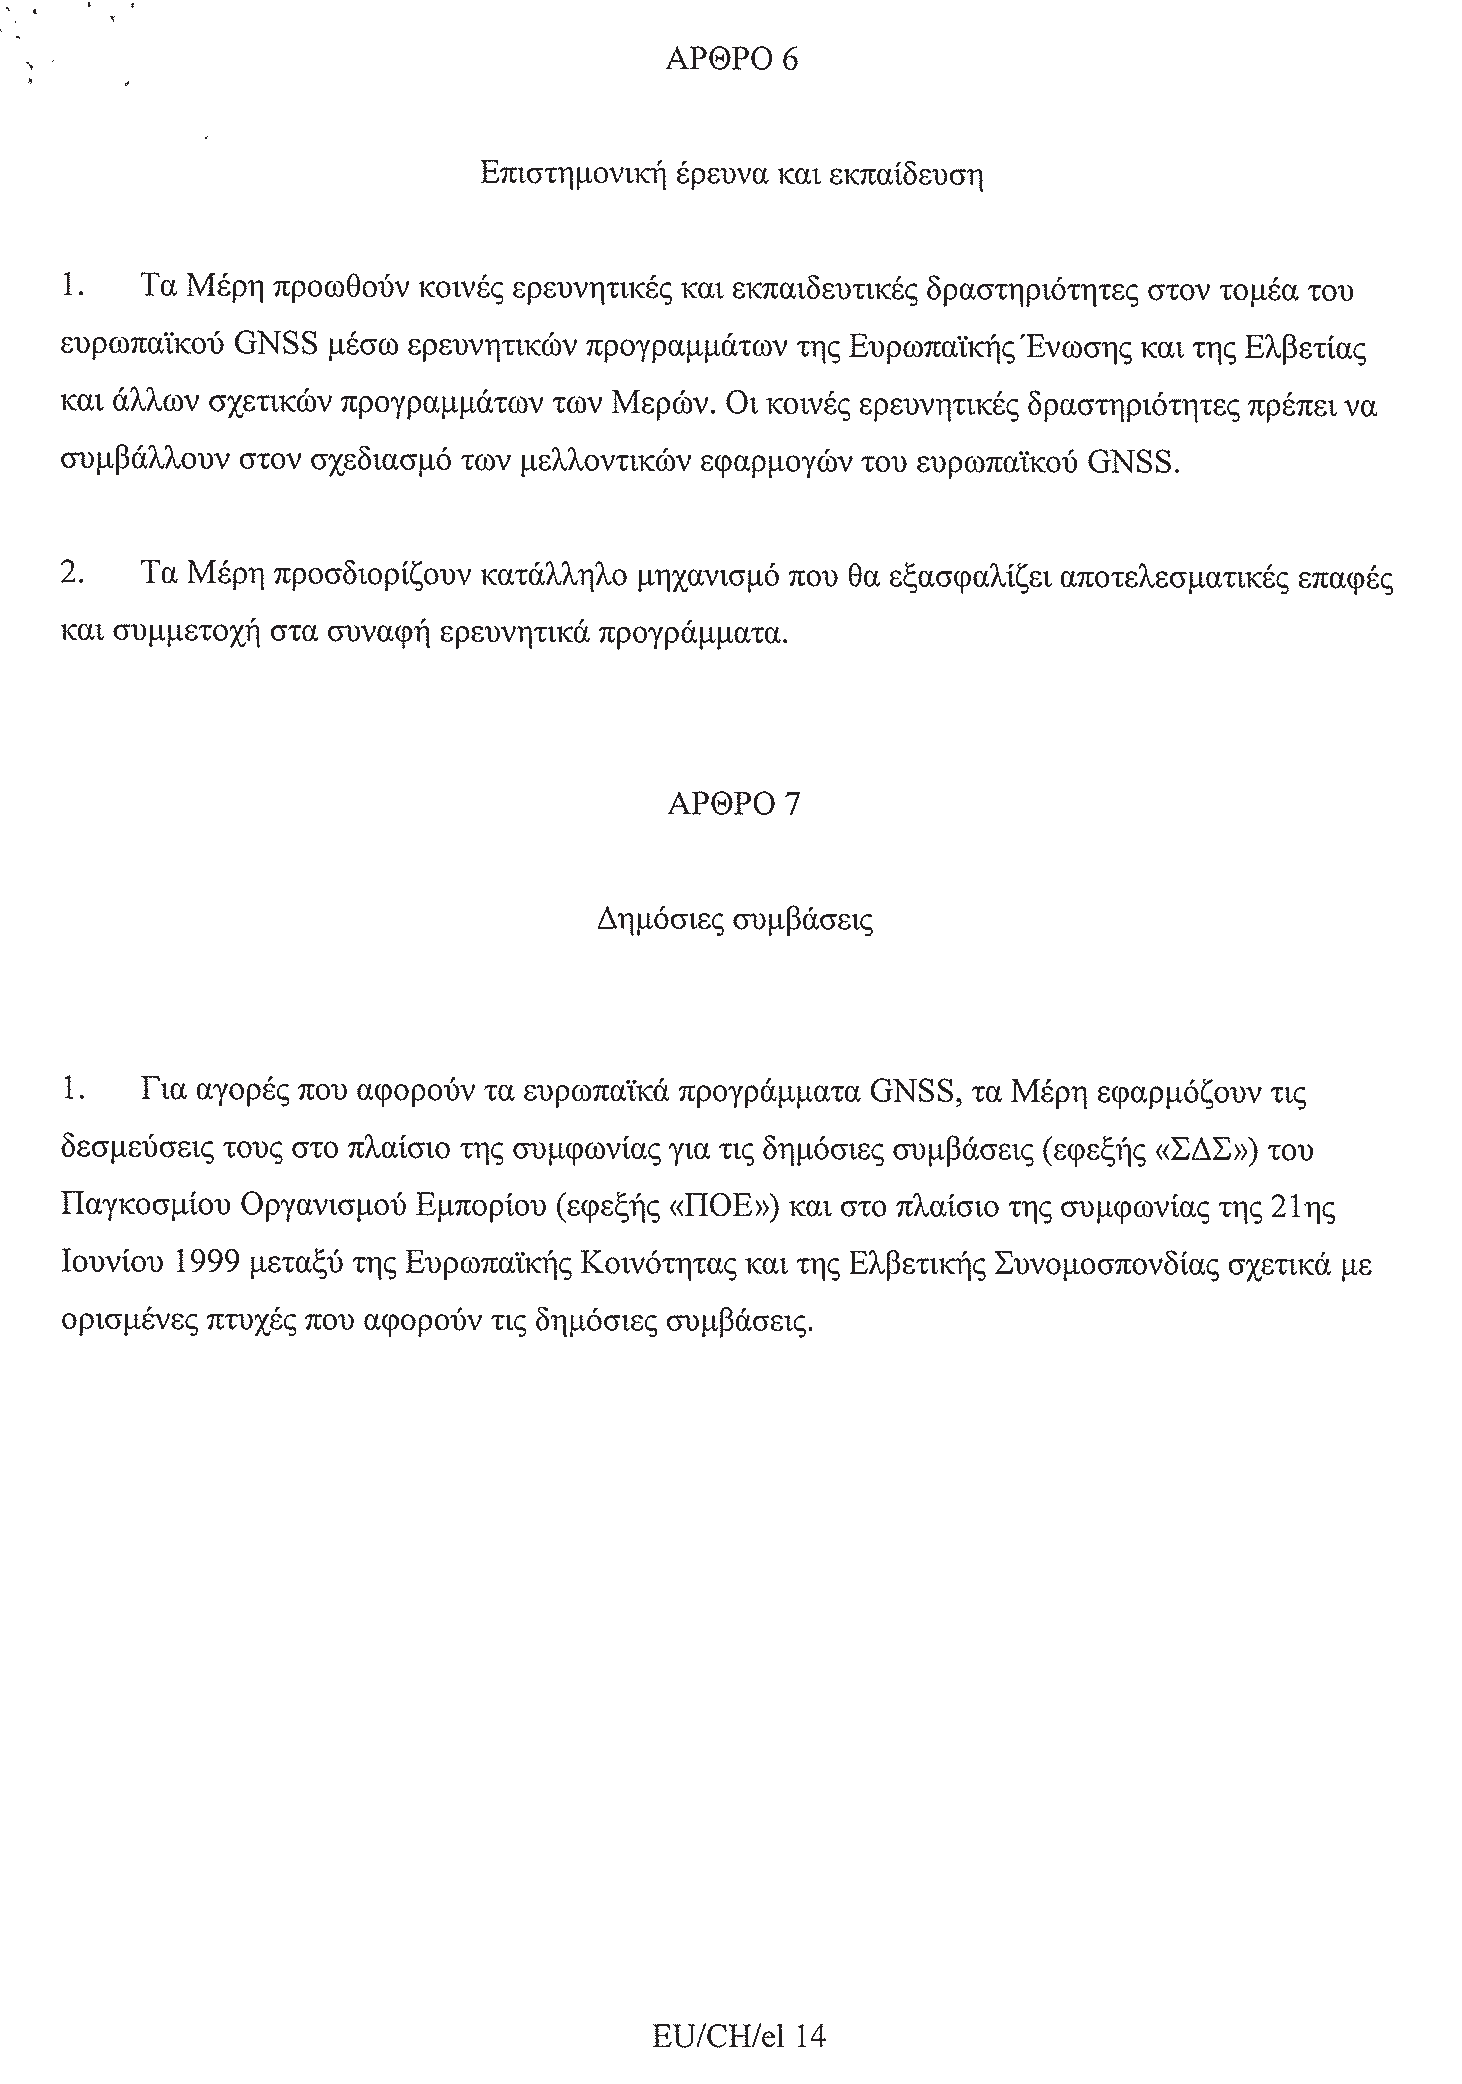 ΑΡΘΡΟ 6
Επιστημονική έρευνα και εκπαίδευση
1. Τα Μέρη προωθούν κοινές ερευνητικές και εκπαιδευτικές δραστηριότητες στον τομέα του
ευρωπαϊκού GNSS μέσω ερευνητικών προγραμμάτων της Ευρωπαϊκής Ένωσης και της Ελβετίας
και άλλων σχετικών προγραμμάτων των Μερών. Οι κοινές ερευνητικές δραστηριότητες πρέπει να
συμβάλλουν στον σχεδιασμό των μελλοντικών εφαρμογών του ευρωπαϊκού GNSS.
2. Τα Μέρη προσδιορίζουν κατάλληλο μηχανισμό που θα εξασφαλίζει αποτελεσματικές επαφές
και συμμετοχή στα συναφή ερευνητικά προγράμματα.
ΑΡΘΡΟ 7
Δημόσιες συμβάσεις
1. Για αγορές που αφορούν τα ευρωπαϊκά προγράμματα GNSS, τα Μέρη εφαρμόζουν τις
δεσμεύσεις τους στο πλαίσιο της συμφωνίας για τις δημόσιες συμβάσεις (εφεξής «ΣΔΣ») του
Παγκοσμίου Οργανισμού Εμπορίου (εφεξής «ΠΟΕ») και στο πλαίσιο της συμφωνίας της 21ης
Ιουνίου 1999 μεταξύ της Ευρωπαϊκής Κοινότητας και της Ελβετικής Συνομοσπονδίας σχετικά με
ορισμένες πτυχές που αφορούν τις δημόσιες συμβάσεις.
EU/CH/el 14